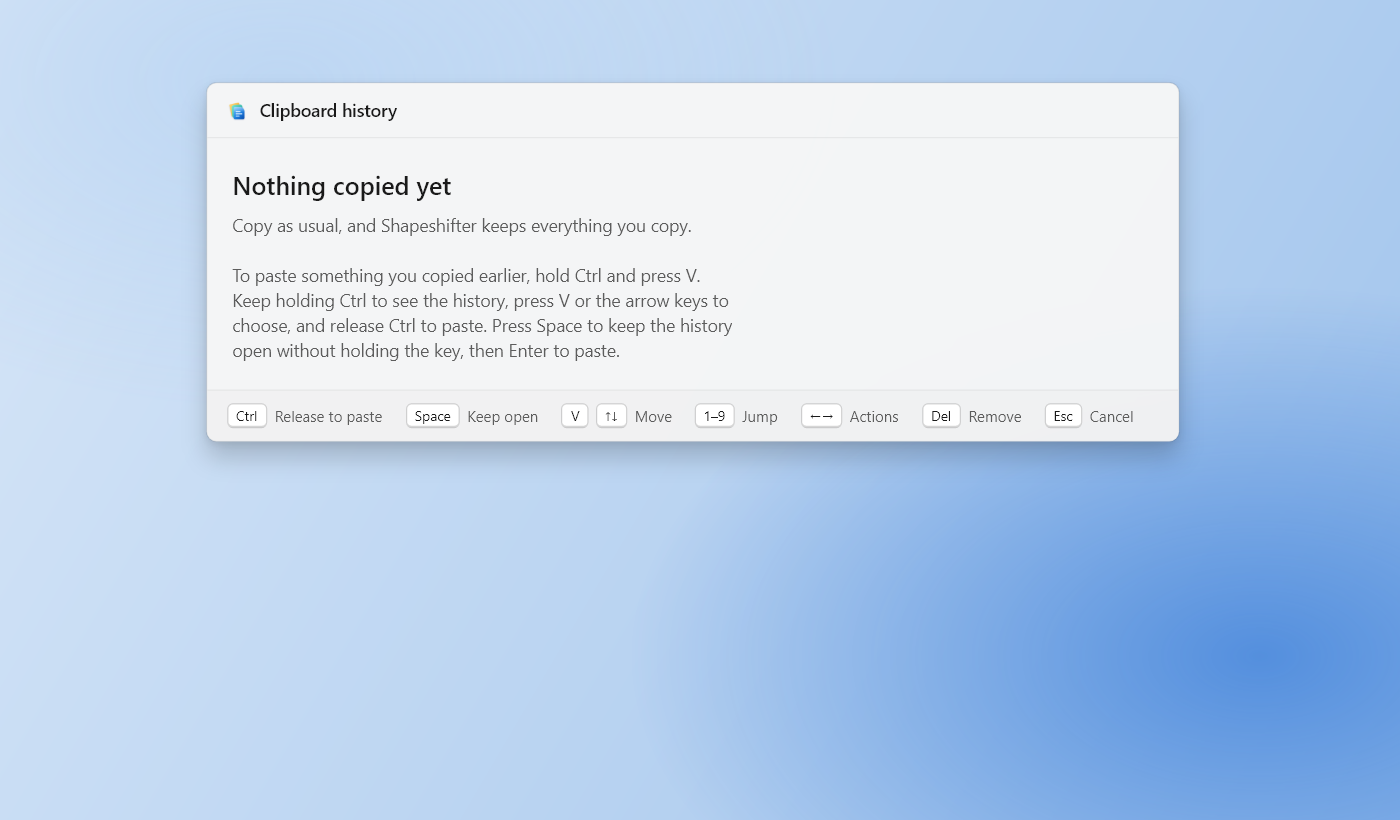 Clipboard history
Nothing copied yet
Copy as usual, and Shapeshifter keeps everything you copy.
To paste something you copied earlier, hold Ctrl and press V.
Keep holding Ctrl to see the history, press V or the arrow keys to
choose, and release Ctrl to paste. Press Space to keep the history
open without holding the key, then Enter to paste.
Ctrl Release to paste Space Keep open V ↑↓ Move 1–9 Jump ←→ Actions Del Remove Esc Cancel